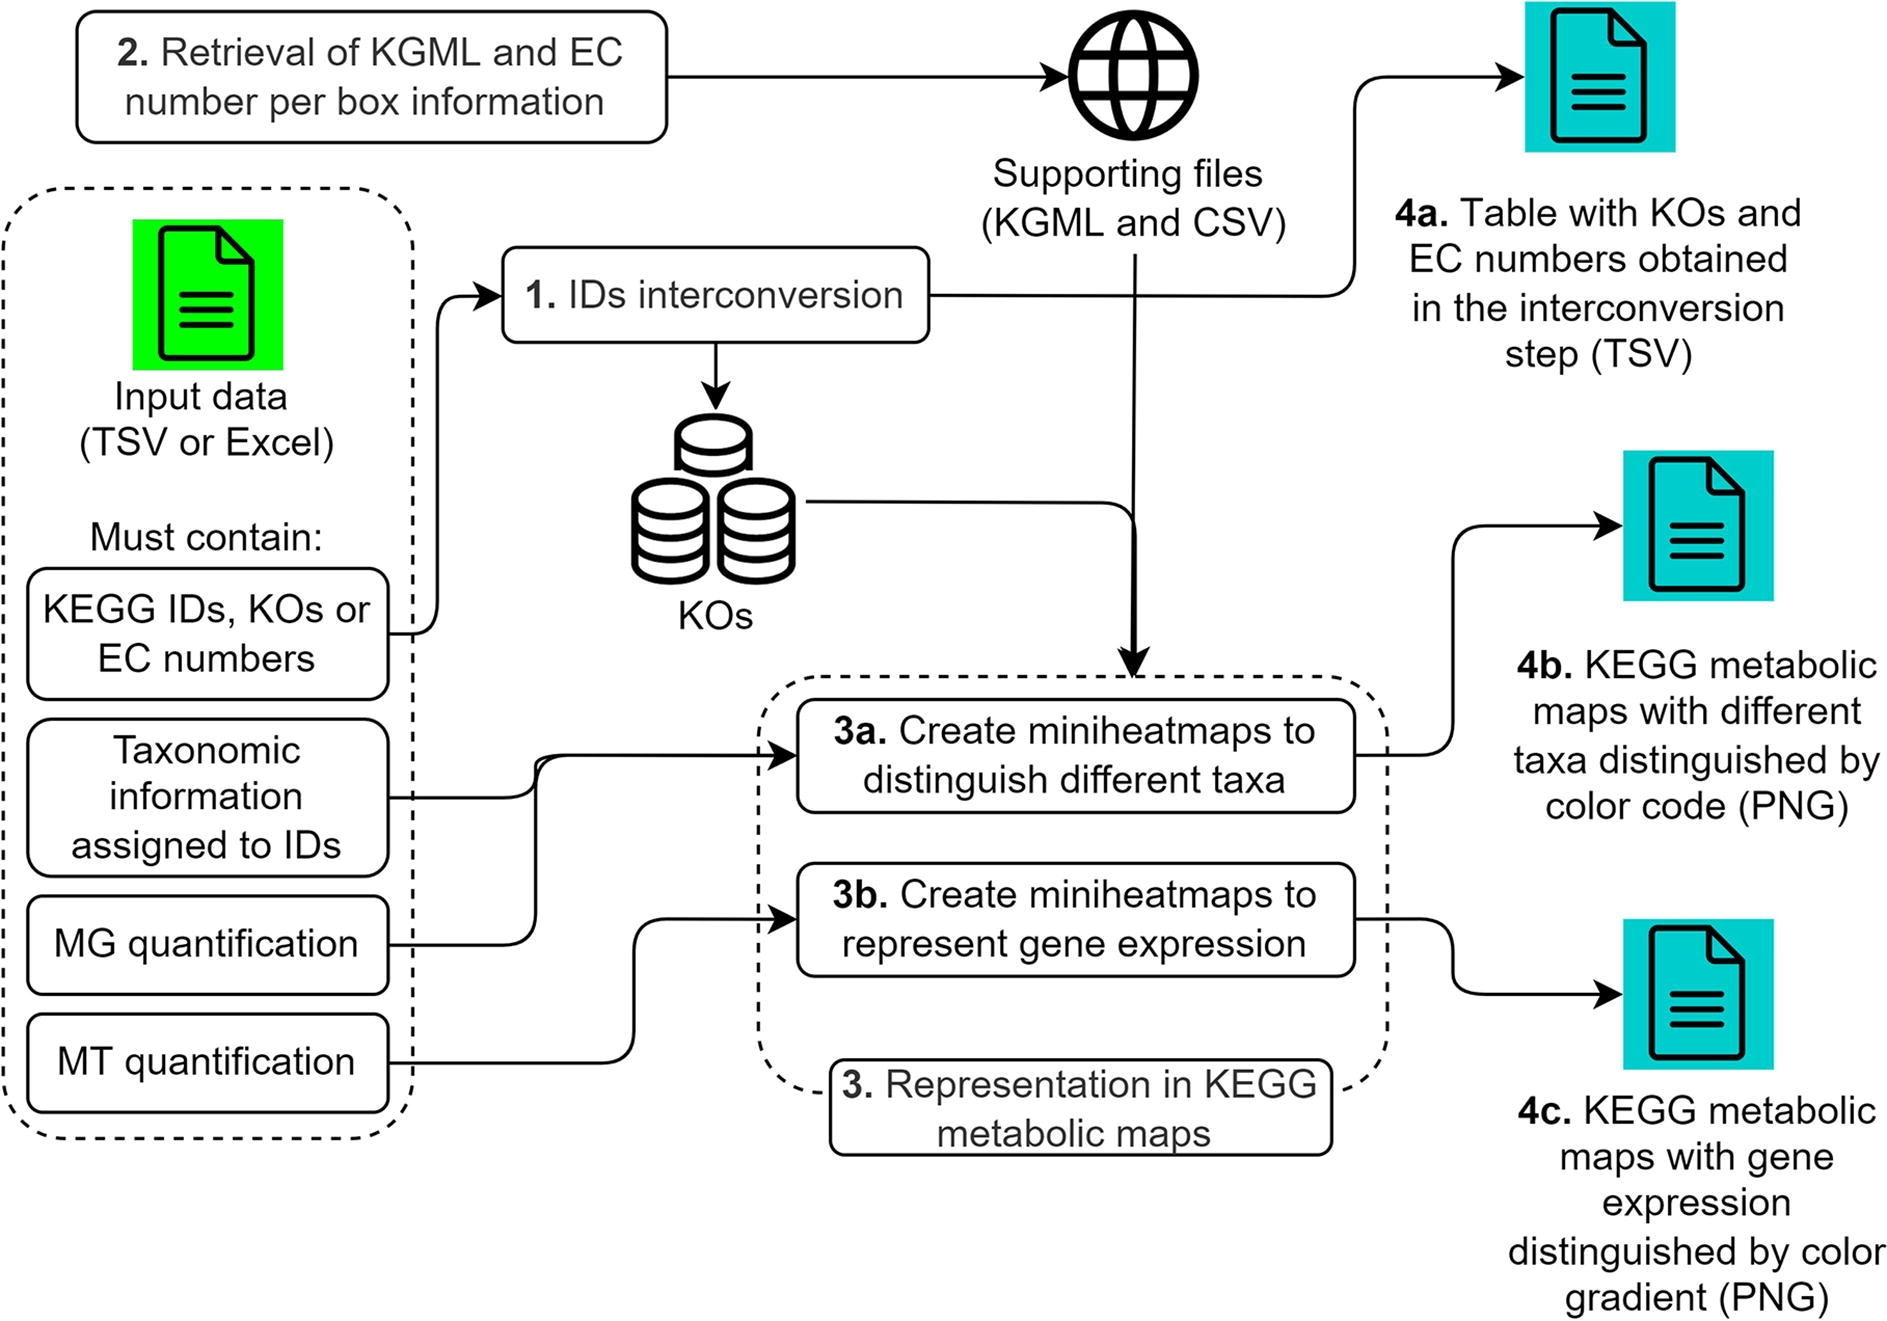 2. Retrieval of KGML and EC
number per box information
Supporting files
(KGML and CSV)
4a. Table with KOs and
EC numbers obtained
in the interconversion
step (TSV)
Input data
(TSV or Excel)
Must contain:
KEGG IDs, KOs or
EC numbers
Taxonomic
information
assigned to IDs
MG quantification
MT quantification
1. IDs interconversion
KOs
3a. Create miniheatmaps to
distinguish different taxa
3b. Create miniheatmaps to
represent gene expression
3. Representation in KEGG
metabolic maps
4b. KEGG metabolic
maps with different
taxa distinguished by
color code (PNG)
4c. KEGG metabolic
maps with gene
expression
distinguished by color
gradient (PNG)